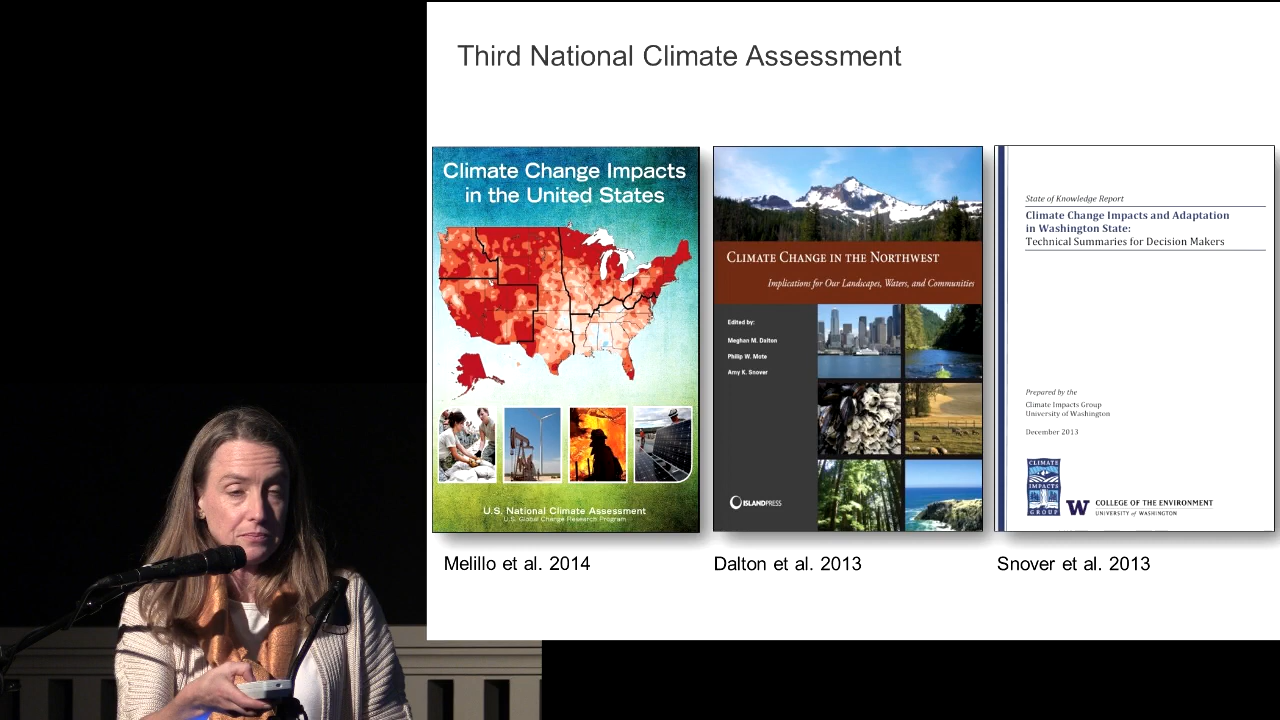 Third National Climate Assessment
Climate Change Impacts
in the United States
U.S. National Climate Assessment
U.S. Global Change Research Program
Melillo et al. 2014
CLIMATE CHANGE IN THE NORTHWEST
Implications for Our Landscapes, Waters, and Communities
Edited by:
Meghan M. Dalton
Philip W. Mote
Amy K. Snover
ISLANDPRESS
Dalton et al. 2013
State of Knowledge Report
Climate Change Impacts and Adaptation
in Washington State:
Technical Summaries for Decision Makers
Prepared by the
Climate Impacts Group
University of Washington
December 2013
CLIMATE
IMPACTS
GROUP
W
COLLEGE OF THE ENVIRONMENT
UNIVERSITY of WASHINGTON
Snover et al. 2013